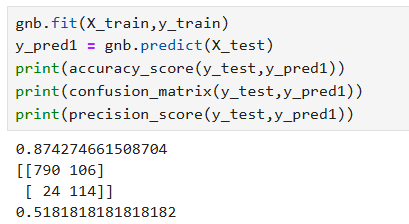 gnb.fit(X_train,y_train)
y_pred1 = gnb.predict(X_test)
print(accuracy_score(y_test,y_pred1))
print(confusion_matrix(y_test,y_pred1))
print(precision_score(y_test,y_pred1))
0.874274661508704
[[790 106]
 [ 24 114]]
0.5181818181818182